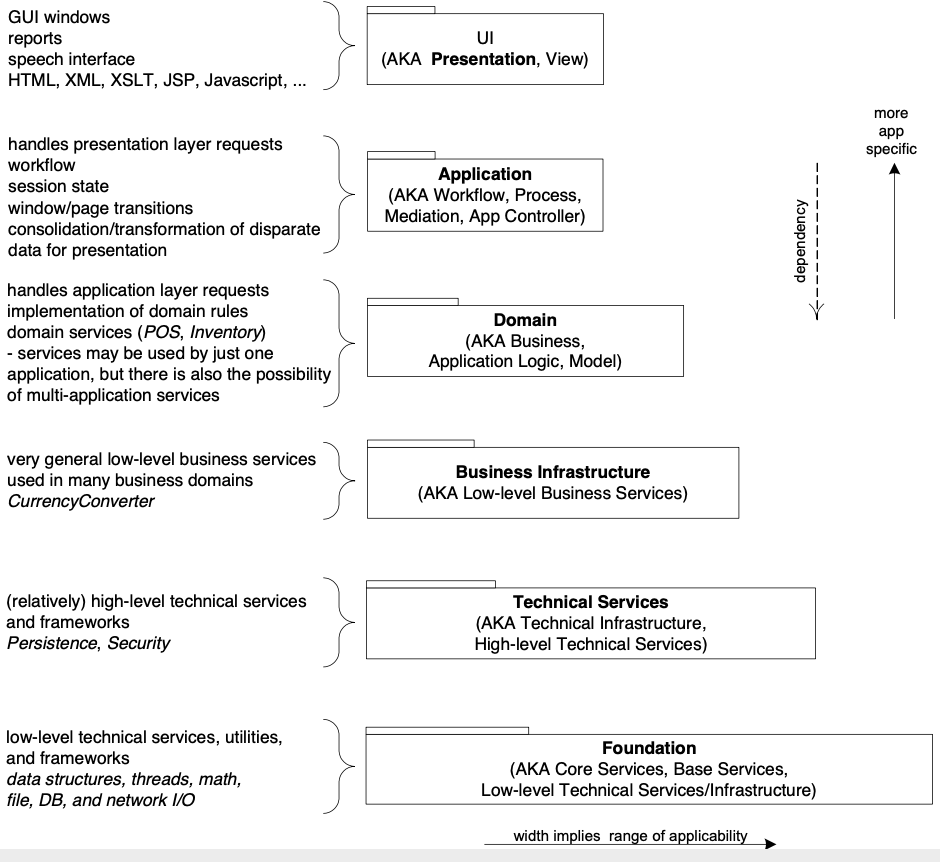 GUI windows
reports
speech interface
HTML, XML, XSLT, JSP, Javascript, ...
UI
(AKA Presentation, View)
handles presentation layer requests
workflow
session state
window/page transitions
consolidation/transformation of disparate
data for presentation
Application
(AKA Workflow, Process,
Mediation, App Controller)
more
app
specific
dependency
handles application layer requests
implementation of domain rules
domain services (POS, Inventory)
- services may be used by just one
application, but there is also the possibility
of multi-application services
Domain
(AKA Business,
Application Logic, Model)
very general low-level business services
used in many business domains
CurrencyConverter
Business Infrastructure
(AKA Low-level Business Services)
(relatively) high-level technical services
and frameworks
Persistence, Security
Technical Services
(AKA Technical Infrastructure,
High-level Technical Services)
low-level technical services, utilities,
and frameworks
data structures, threads, math,
file, DB, and network I/O
Foundation
(AKA Core Services, Base Services,
Low-level Technical Services/Infrastructure)
width implies range of applicability